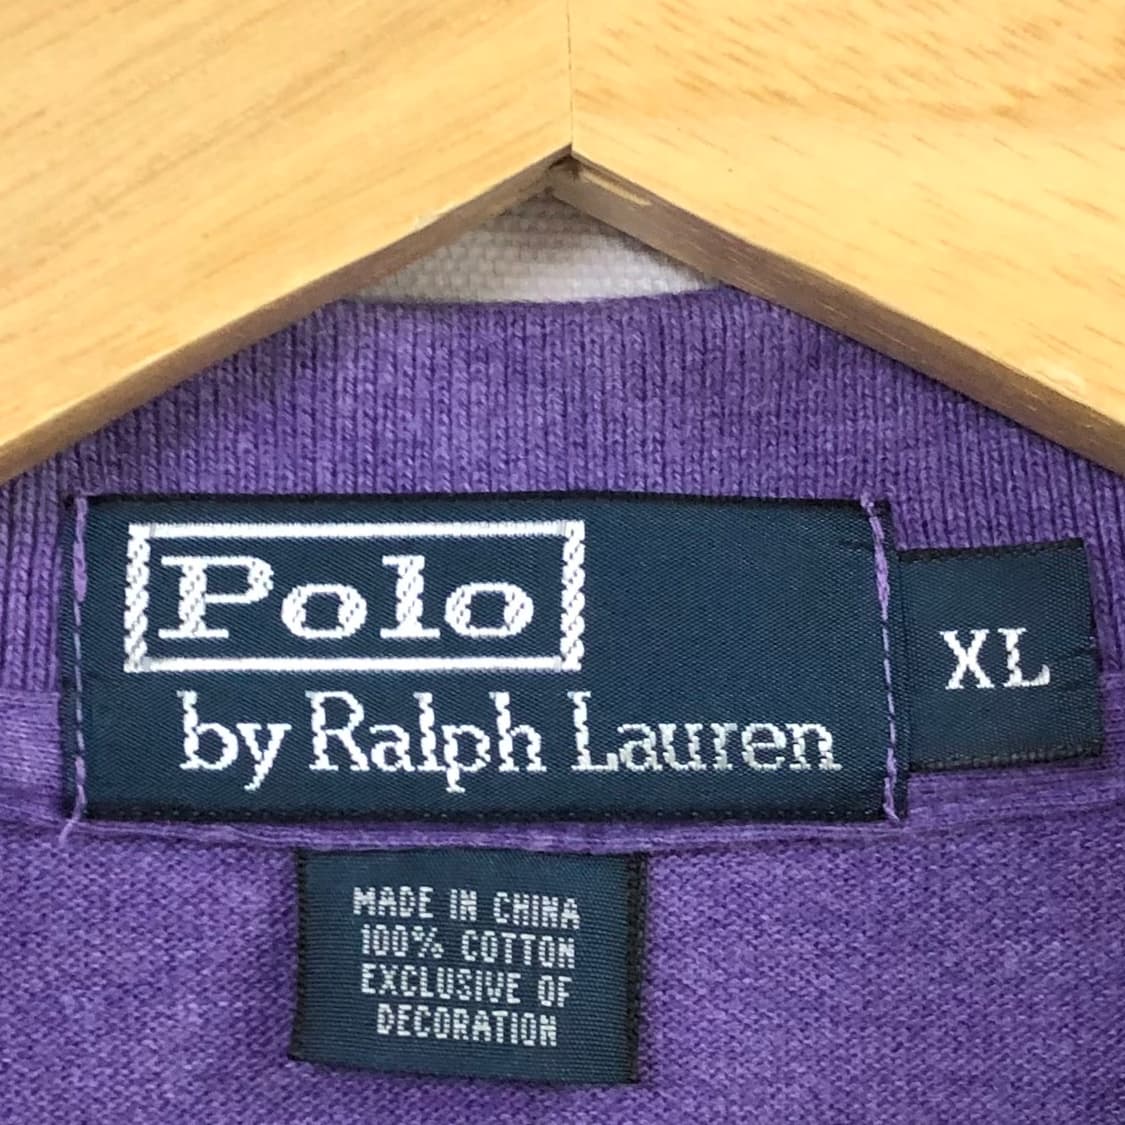 Polo
by Ralph Lauren
XL
MADE IN CHINA
100% COTTON
EXCLUSIVE OF
DECORATION